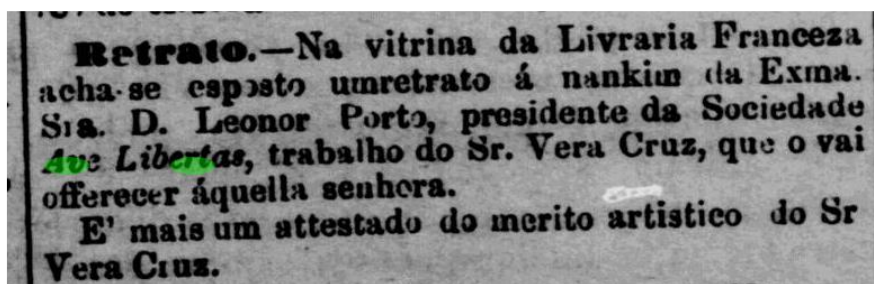 Retrato.—Na vitrina da Livraria Franceza
acha-se esposto umretrato á nankim da Exma.
Sra. D. Leonor Porto, presidente da Sociedade
Ave Libertas, trabalho do Sr. Vera Cruz, que o vai
offerecer áquella senhora.
E' mais um attestado do merito artistico do Sr
Vera Cruz.